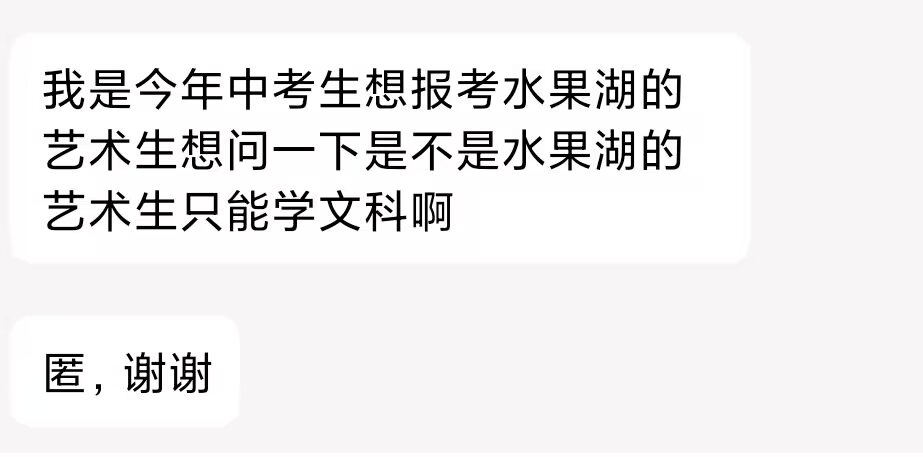 我是今年中考生想报考水果湖的
艺术生想问一下是不是水果湖的
艺术生只能学文科啊
匿，谢谢